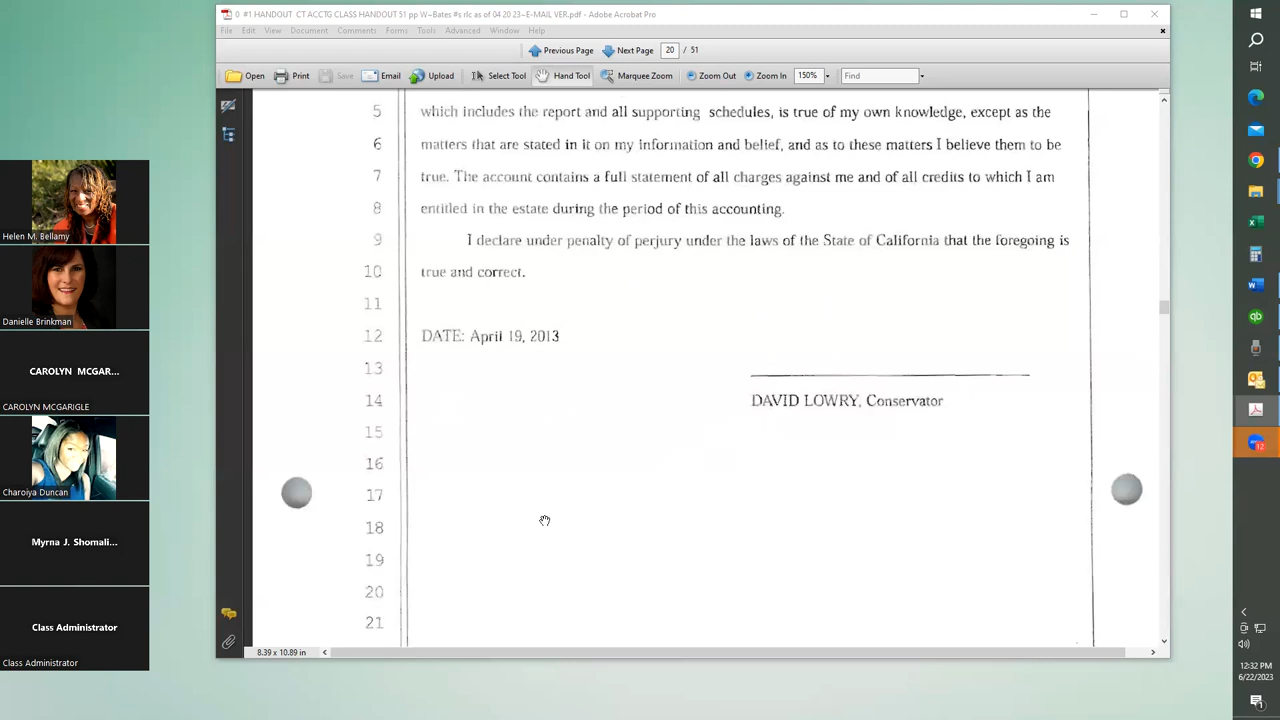 0 #1 HANDOUT CT ACCTG CLASS HANDOUT 51 pp W~Bates #s rlc as of 04 20 23~E-MAIL VER.pdf - Adobe Acrobat Pro
File Edit View Document Comments Forms Tools Advanced Window Help
Previous Page Next Page 20 / 51
Open Print Save Email Upload Select Tool Hand Tool Marquee Zoom Zoom Out Zoom In 150% Find
5 which includes the report and all supporting schedules, is true of my own knowledge, except as the
6 matters that are stated in it on my information and belief, and as to these matters I believe them to be
7 true. The account contains a full statement of all charges against me and of all credits to which I am
8 entitled in the estate during the period of this accounting.
9 I declare under penalty of perjury under the laws of the State of California that the foregoing is
10 true and correct.
11
12 DATE: April 19, 2013
13
14 DAVID LOWRY, Conservator
15
16
17
18
19
20
21
8.39 x 10.89 in
Helen M. Bellamy
Danielle Brinkman
CAROLYN MCGAR...
CAROLYN MCGARIGLE
Charoiya Duncan
Myrna J. Shomali...
Class Administrator
Class Administrator
12
12:32 PM
6/22/2023
1